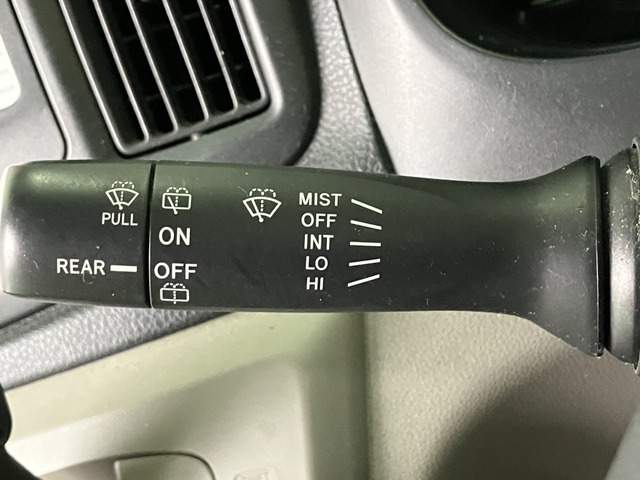 PULL
REAR
ON
OFF
MIST
OFF
INT
LO
HI